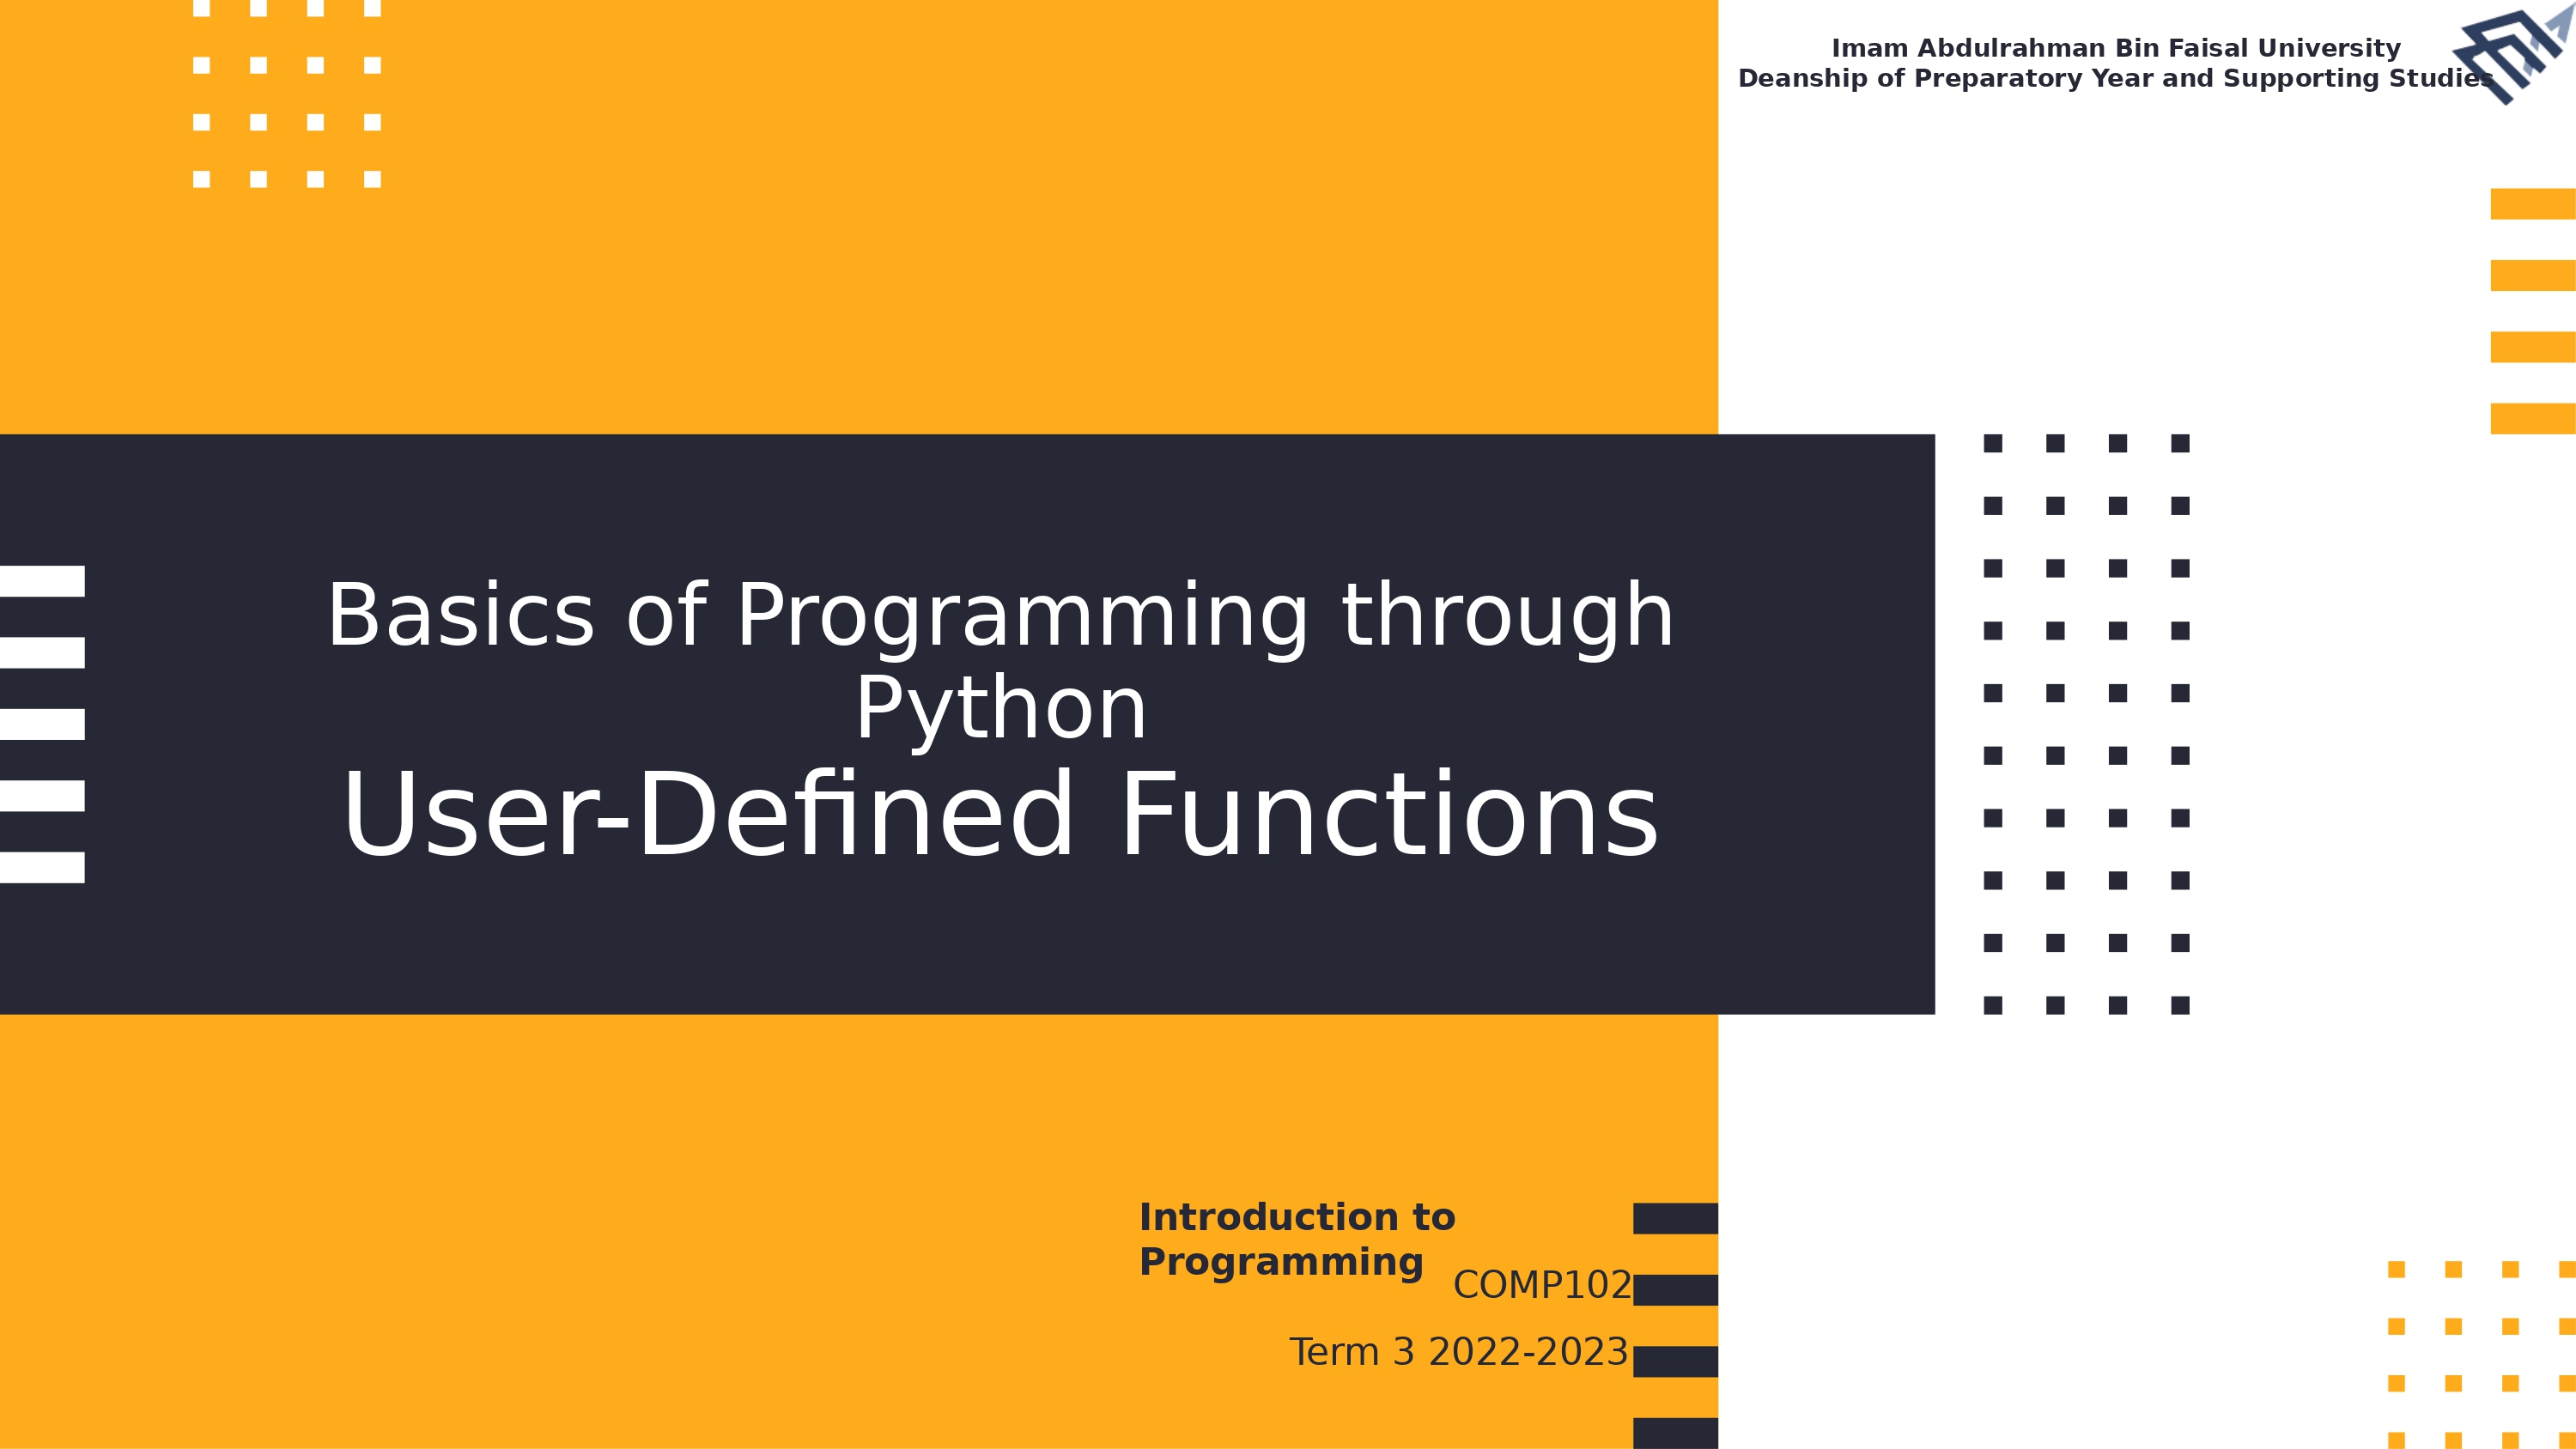 Imam Abdulrahman Bin Faisal University
Deanship of Preparatory Year and Supporting Studies
Basics of Programming through
Python
User-Defined Functions
Introduction to
Programming
COMP102
Term 3 2022-2023